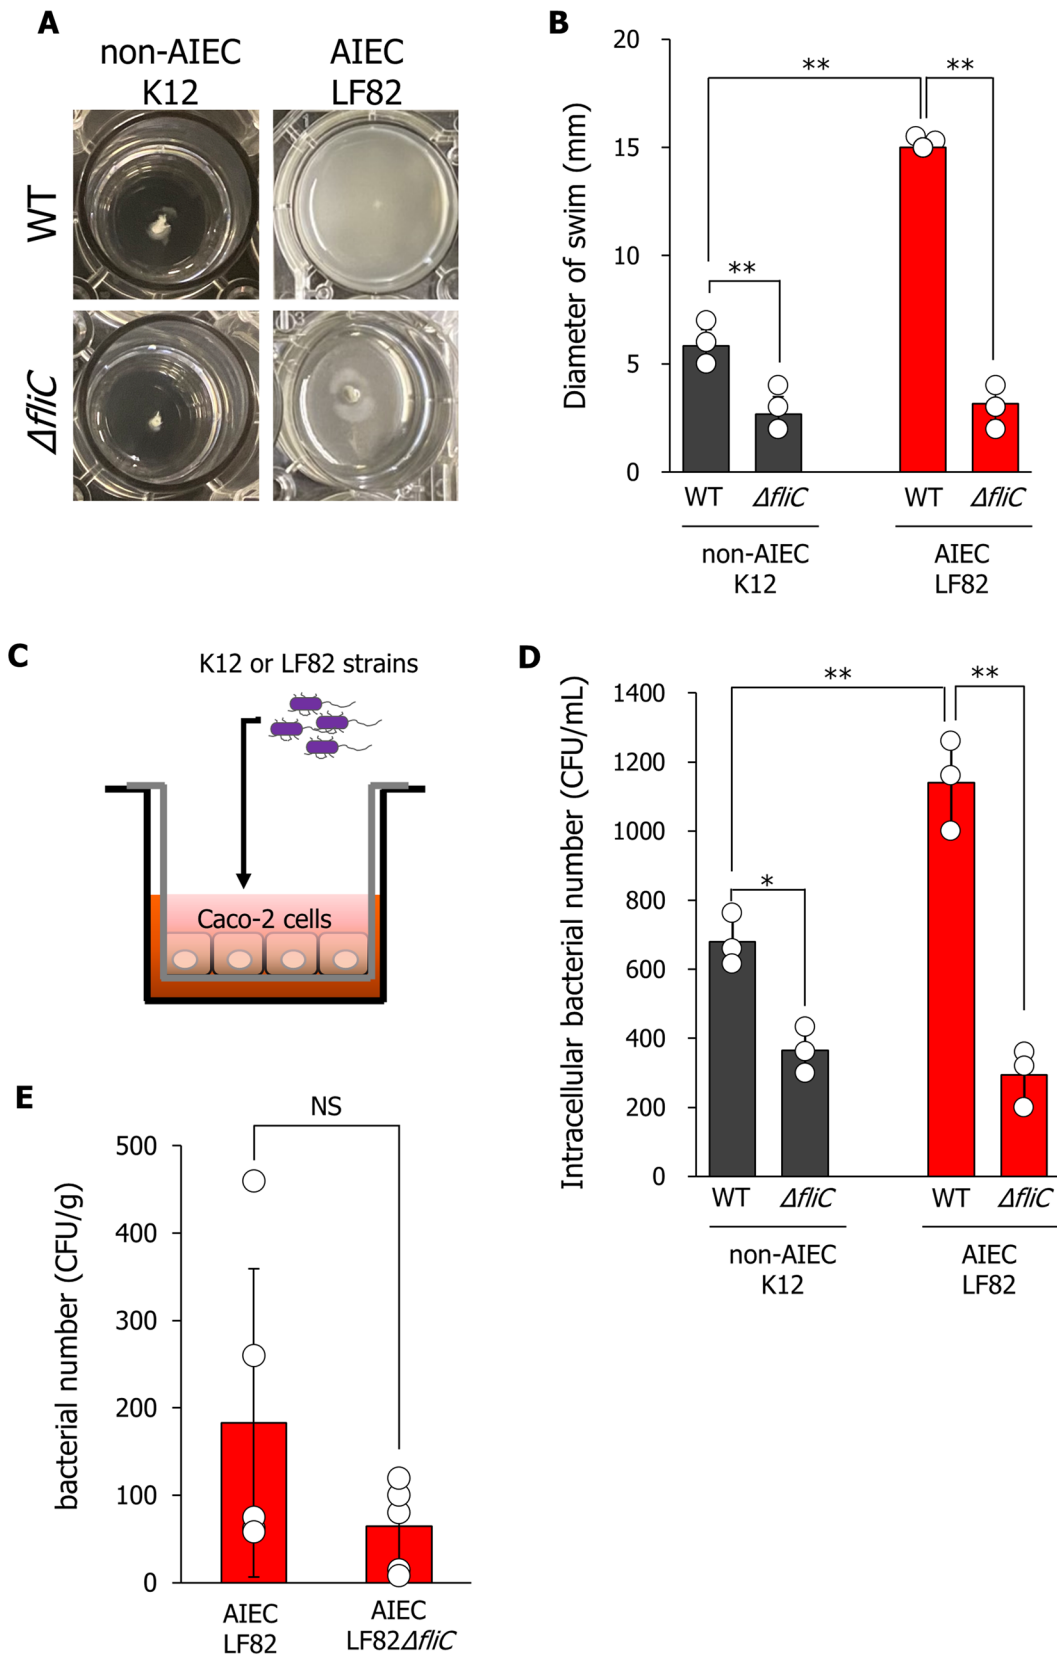 A
non-AIEC
K12
AIEC
LF82
WT
ΔfliC
B
Diameter of swim (mm)
20
15
10
5
0
**
**
**
WT
ΔfliC
WT
ΔfliC
non-AIEC
K12
AIEC
LF82
C
K12 or LF82 strains
Caco-2 cells
D
Intracellular bacterial number (CFU/mL)
1400
1200
1000
800
600
400
200
0
**
**
*
WT
ΔfliC
WT
ΔfliC
non-AIEC
K12
AIEC
LF82
E
NS
bacterial number (CFU/g)
500
400
300
200
100
0
AIEC
LF82
AIEC
LF82ΔfliC